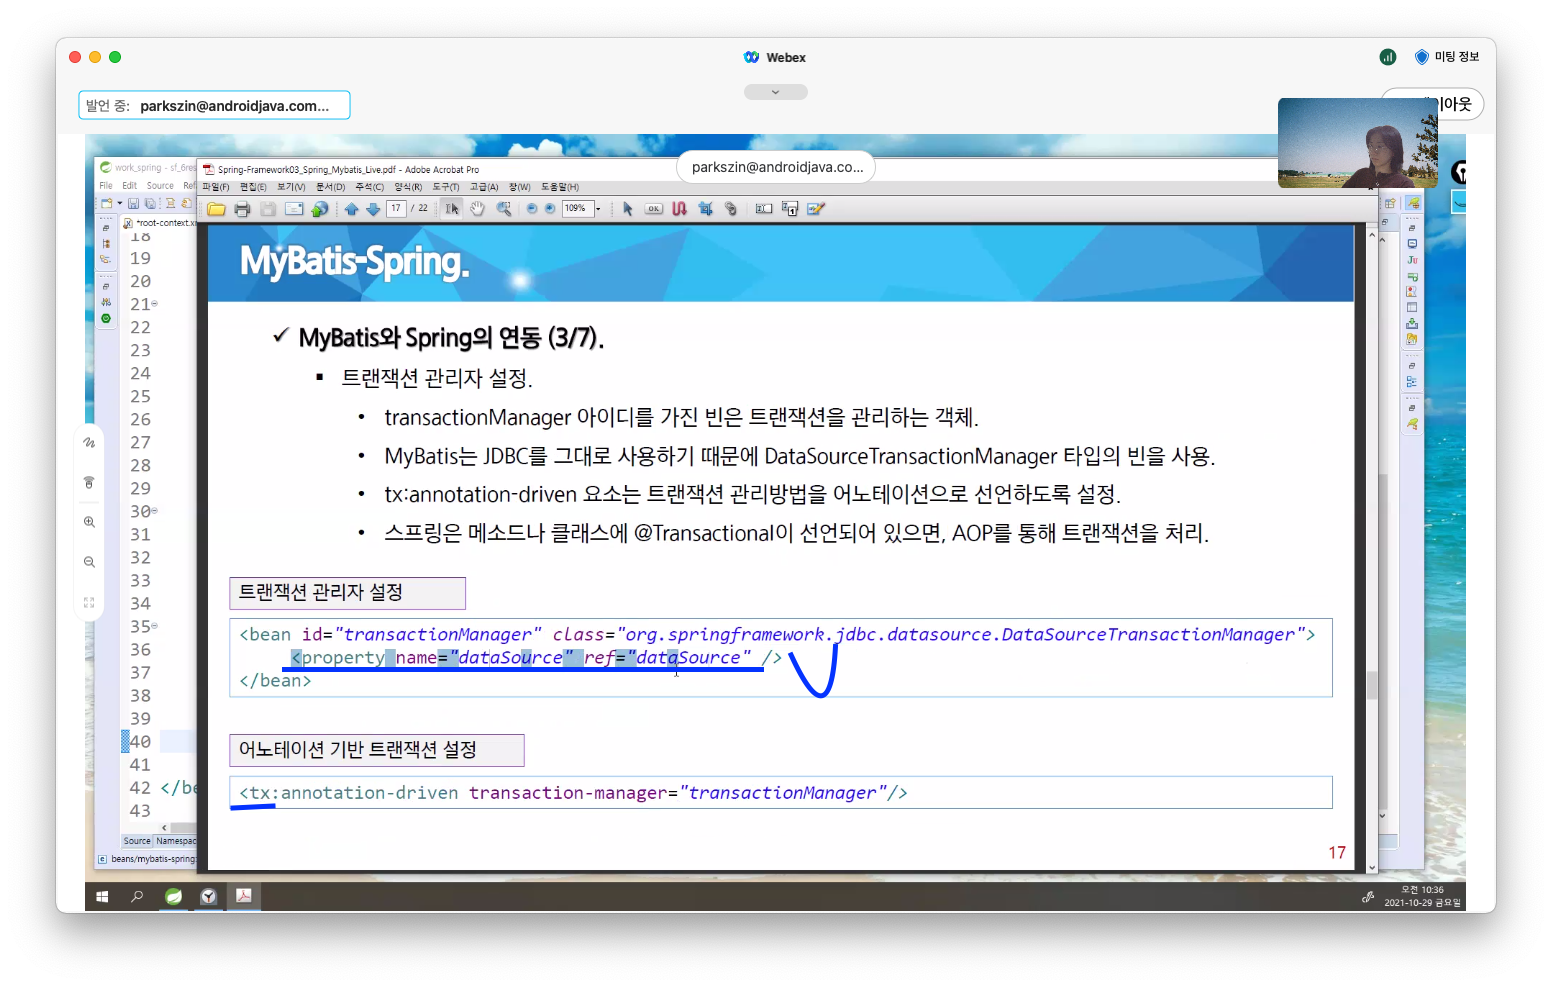 Webex
미팅 정보
발언 중: parkszin@androidjava.com...
이아웃
work_spring - sf_6res
Spring-Framework03_Spring_Mybatis_Live.pdf - Adobe Acrobat Pro
parkszin@androidjava.co...
File Edit Source Ref
파일(F) 편집(E) 보기(V) 문서(D) 주석(C) 양식(R) 도구(T) 고급(A) 창(W) 도움말(H)
17 / 22 109%
*root-context.x
18
19
20
21
22
23
24
25
26
27
28
29
30
31
32
33
34
35
36
37
38
39
40
41
42 </be
43
Source Namespac
beans/mybatis-spring:
MyBatis-Spring.
✓ MyBatis와 Spring의 연동 (3/7).
▪ 트랜잭션 관리자 설정.
• transactionManager 아이디를 가진 빈은 트랜잭션을 관리하는 객체.
• MyBatis는 JDBC를 그대로 사용하기 때문에 DataSourceTransactionManager 타입의 빈을 사용.
• tx:annotation-driven 요소는 트랜잭션 관리방법을 어노테이션으로 선언하도록 설정.
• 스프링은 메소드나 클래스에 @Transactional이 선언되어 있으면, AOP를 통해 트랜잭션을 처리.
트랜잭션 관리자 설정
<bean id="transactionManager" class="org.springframework.jdbc.datasource.DataSourceTransactionManager">
<property name="dataSource" ref="dataSource" />
</bean>
어노테이션 기반 트랜잭션 설정
<tx:annotation-driven transaction-manager="transactionManager"/>
17
오전 10:36
2021-10-29 금요일